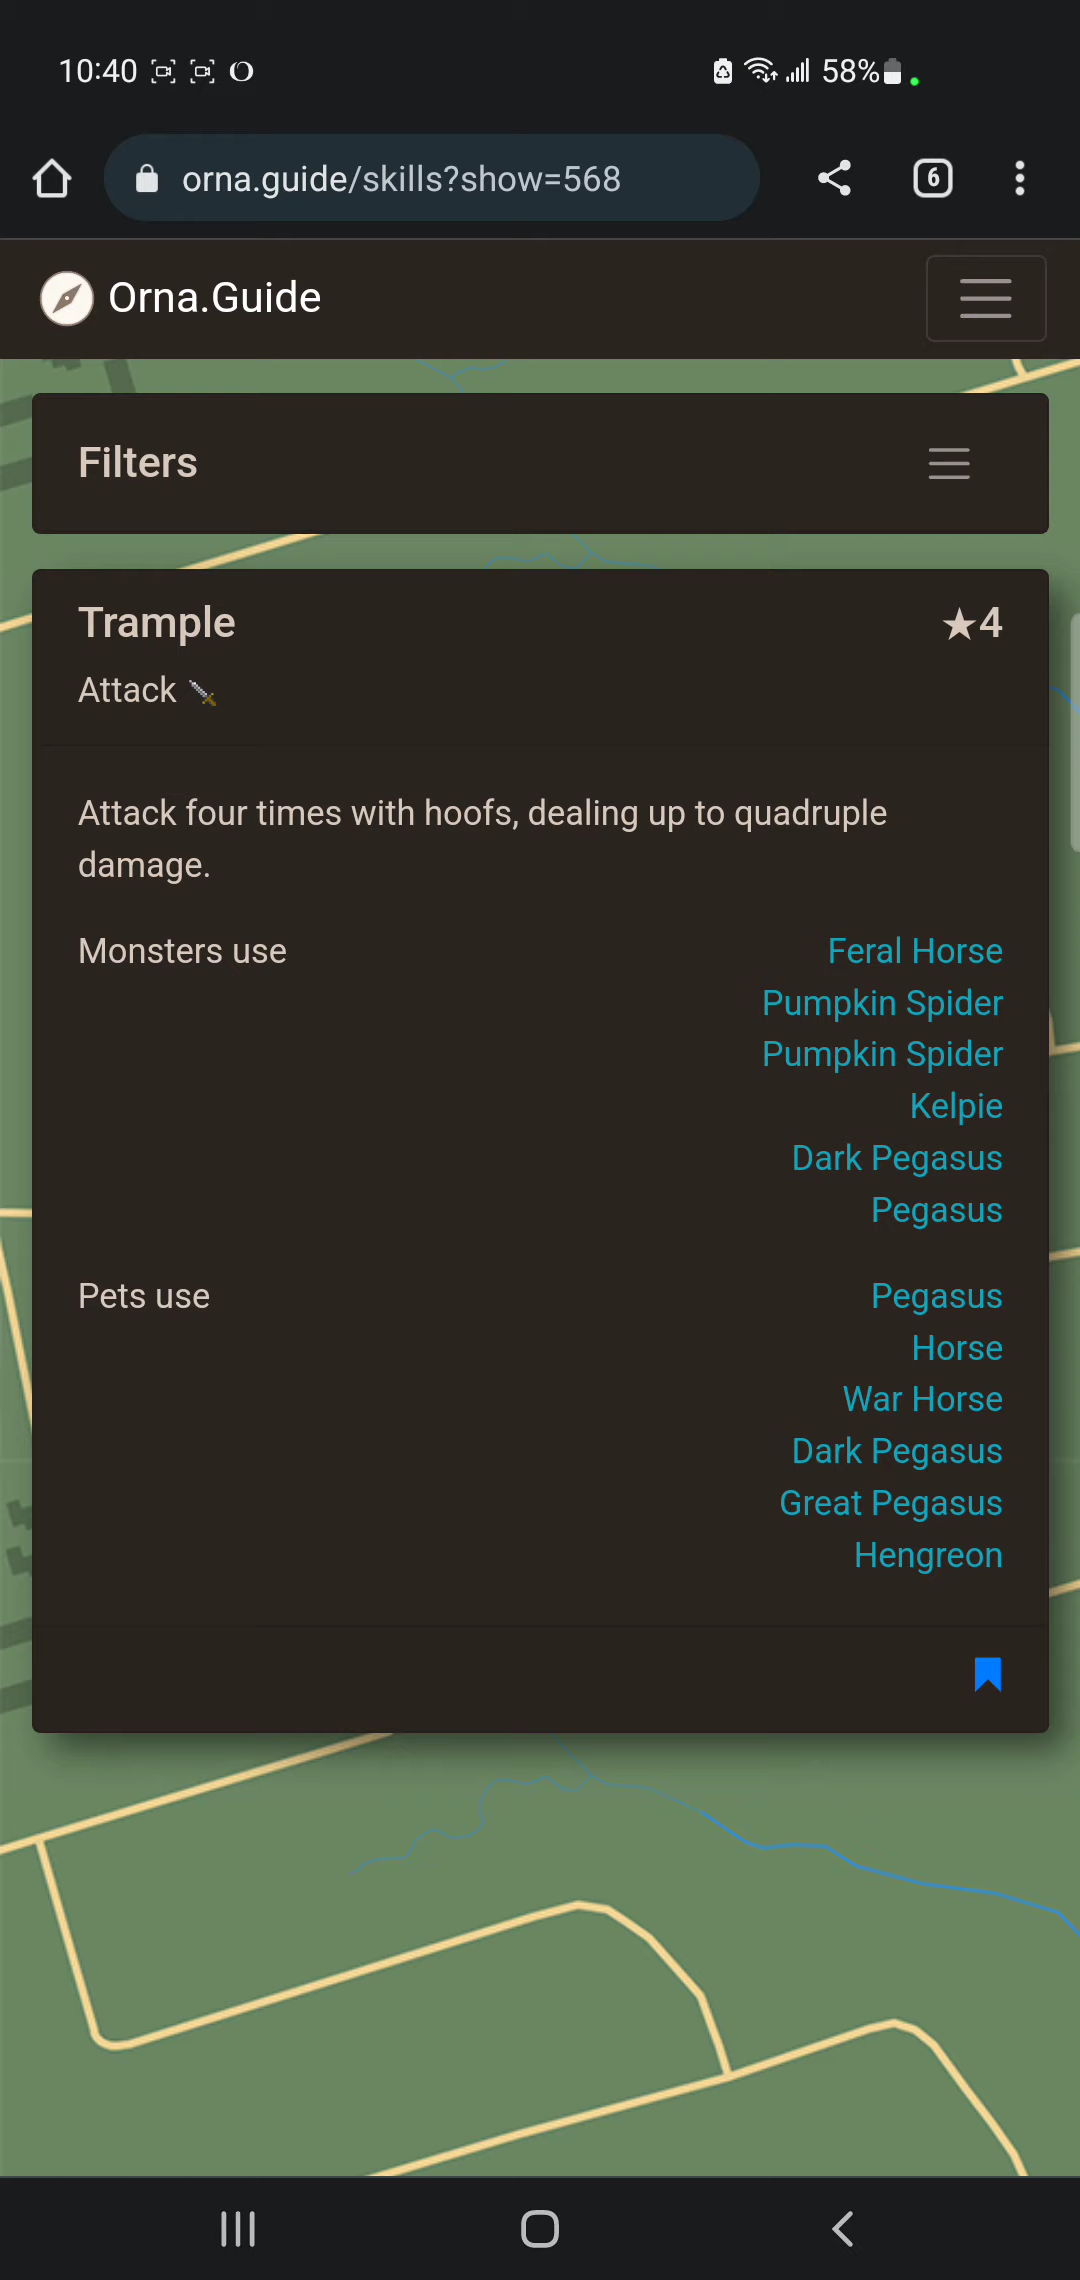 10:40
58%
orna.guide/skills?show=568
6
Orna.Guide
Filters
Trample
★4
Attack
Attack four times with hoofs, dealing up to quadruple
damage.
Monsters use
Feral Horse
Pumpkin Spider
Pumpkin Spider
Kelpie
Dark Pegasus
Pegasus
Pets use
Pegasus
Horse
War Horse
Dark Pegasus
Great Pegasus
Hengreon